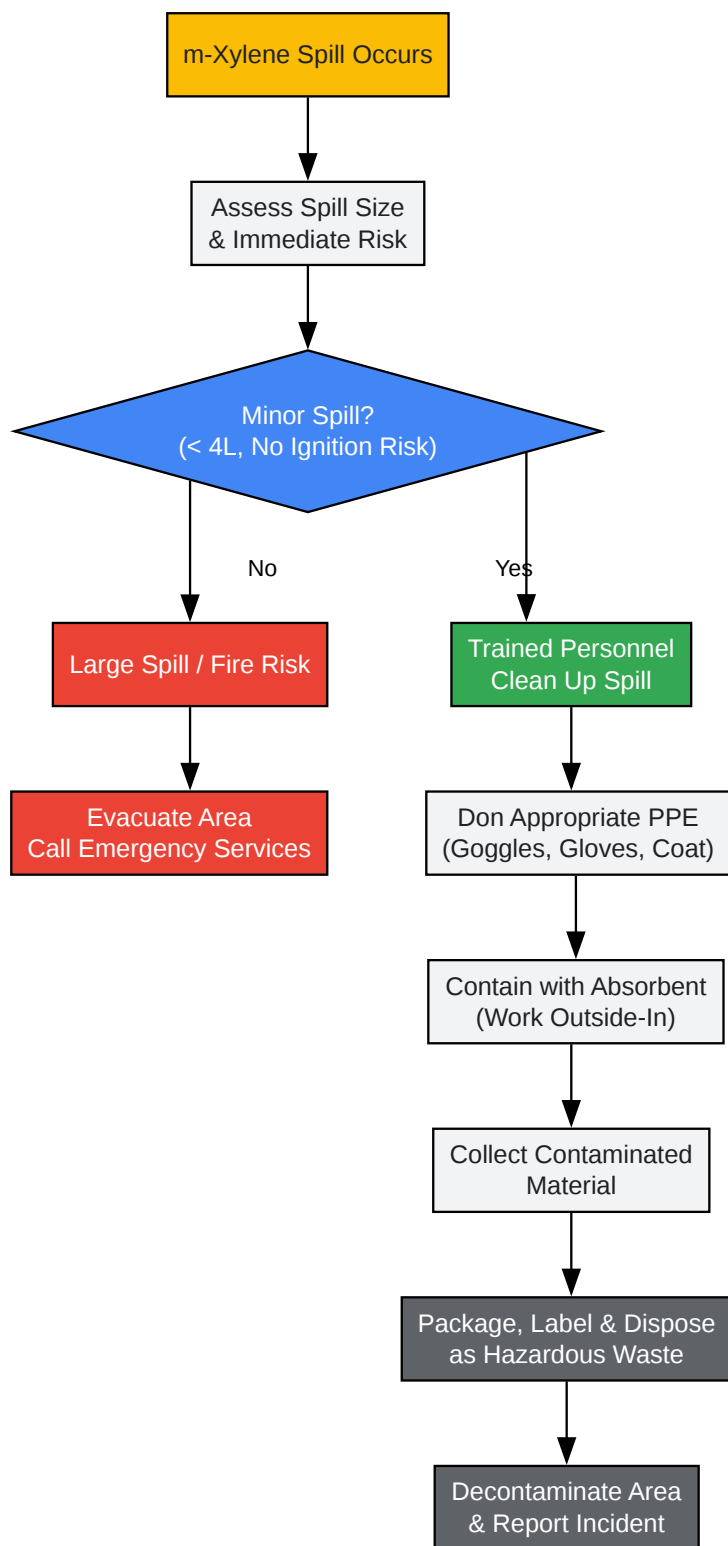 m-Xylene Spill Occurs
Assess Spill Size
& Immediate Risk
Minor Spill?
(< 4L, No Ignition Risk)
No
Yes
Large Spill / Fire Risk
Trained Personnel
Clean Up Spill
Evacuate Area
Call Emergency Services
Don Appropriate PPE
(Goggles, Gloves, Coat)
Contain with Absorbent
(Work Outside-In)
Collect Contaminated
Material
Package, Label & Dispose
as Hazardous Waste
Decontaminate Area
& Report Incident